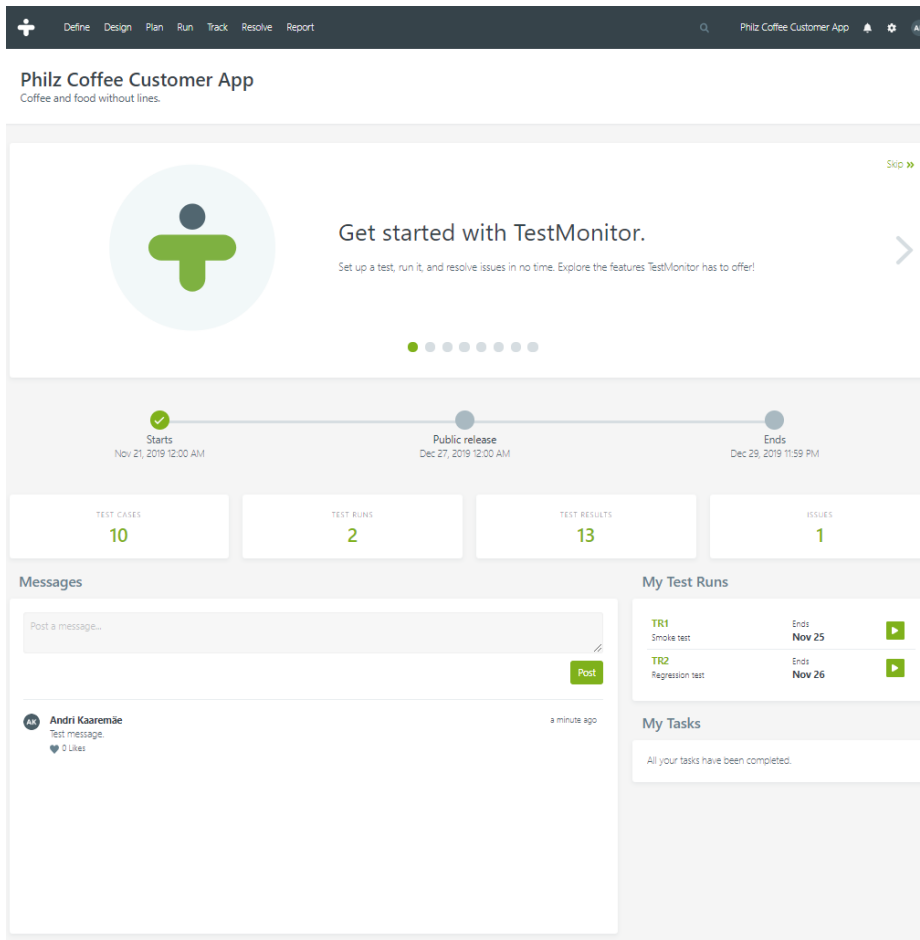 Define Design Plan Run Track Resolve Report Philz Coffee Customer App
Philz Coffee Customer App
Coffee and food without lines.
Skip »
Get started with TestMonitor.
Set up a test, run it, and resolve issues in no time. Explore the features TestMonitor has to offer!
Starts Public release Ends
Nov 21, 2019 12:00 AM Dec 27, 2019 12:00 AM Dec 29, 2019 11:59 PM
TEST CASES TEST RUNS TEST RESULTS ISSUES
10 2 13 1
Messages
Post a message...
Post
AK Andri Kaaremäe a minute ago
Test message.
0 Likes
My Test Runs
TR1 Ends
Smoke test Nov 25
TR2 Ends
Regression test Nov 26
My Tasks
All your tasks have been completed.